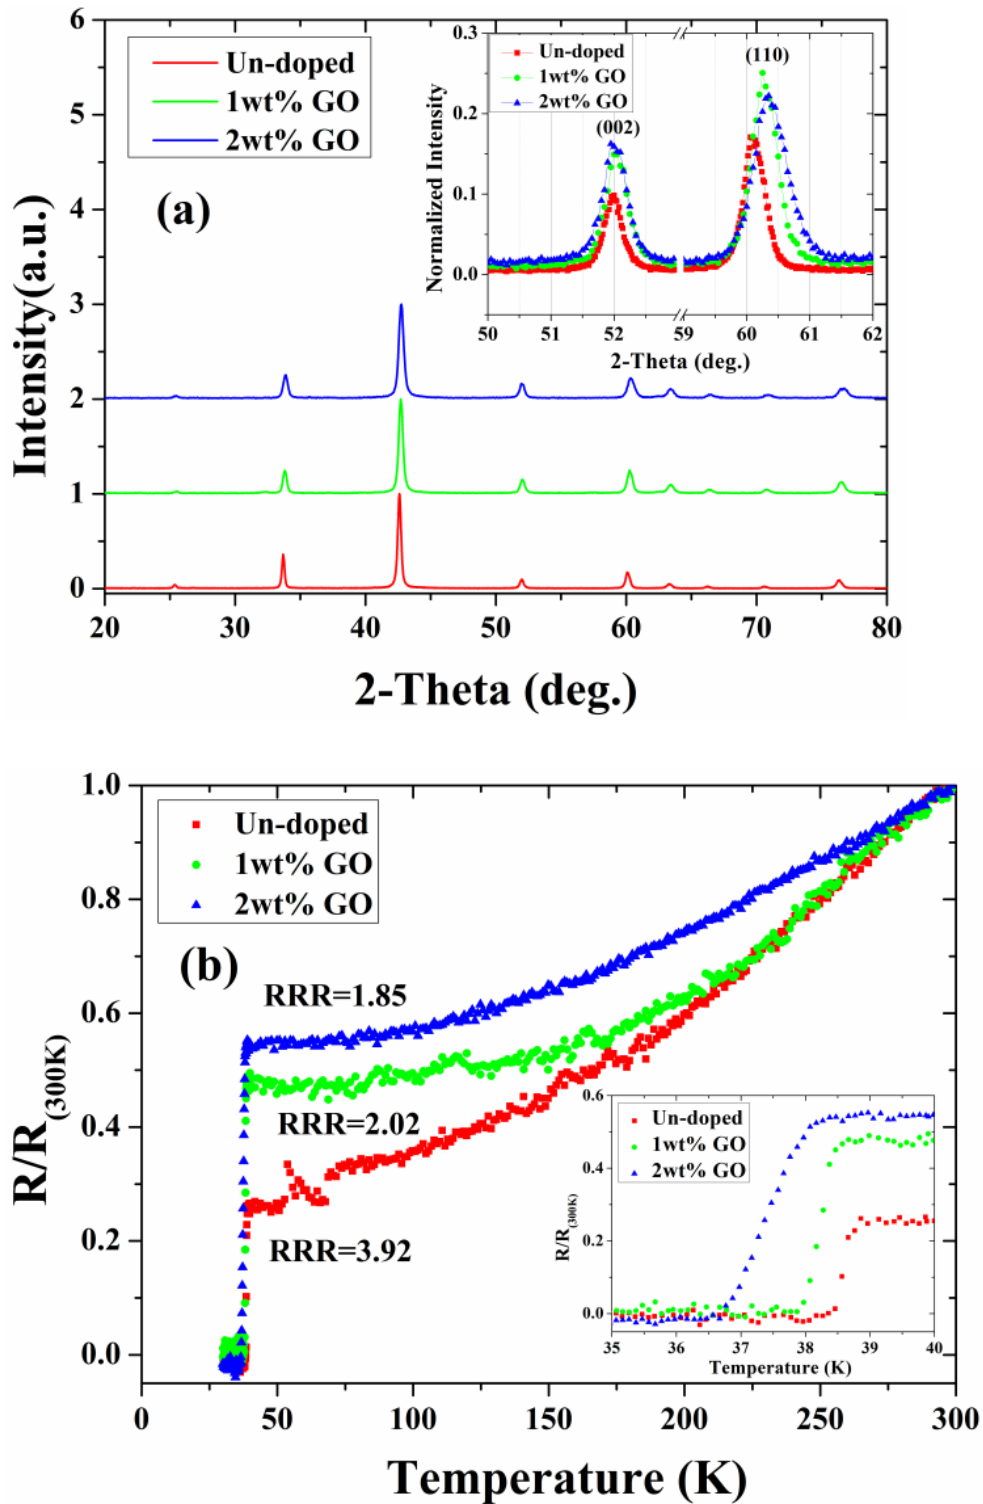 6
5
4
3
2
1
0
Intensity(a.u.)
Un-doped
1wt% GO
2wt% GO
(a)
0.3
0.2
0.1
0.0
Normalized Intensity
Un-doped
1wt% GO
2wt% GO
(002)
(110)
50 51 52 59 60 61 62
2-Theta (deg.)
20 30 40 50 60 70 80
2-Theta (deg.)
1.0
0.8
0.6
0.4
0.2
0.0
R/R(300K)
Un-doped
1wt% GO
2wt% GO
(b)
RRR=1.85
RRR=2.02
RRR=3.92
0.6
0.4
0.2
0.0
R/R(300K)
Un-doped
1wt% GO
2wt% GO
35 36 37 38 39 40
Temperature (K)
0 50 100 150 200 250 300
Temperature (K)